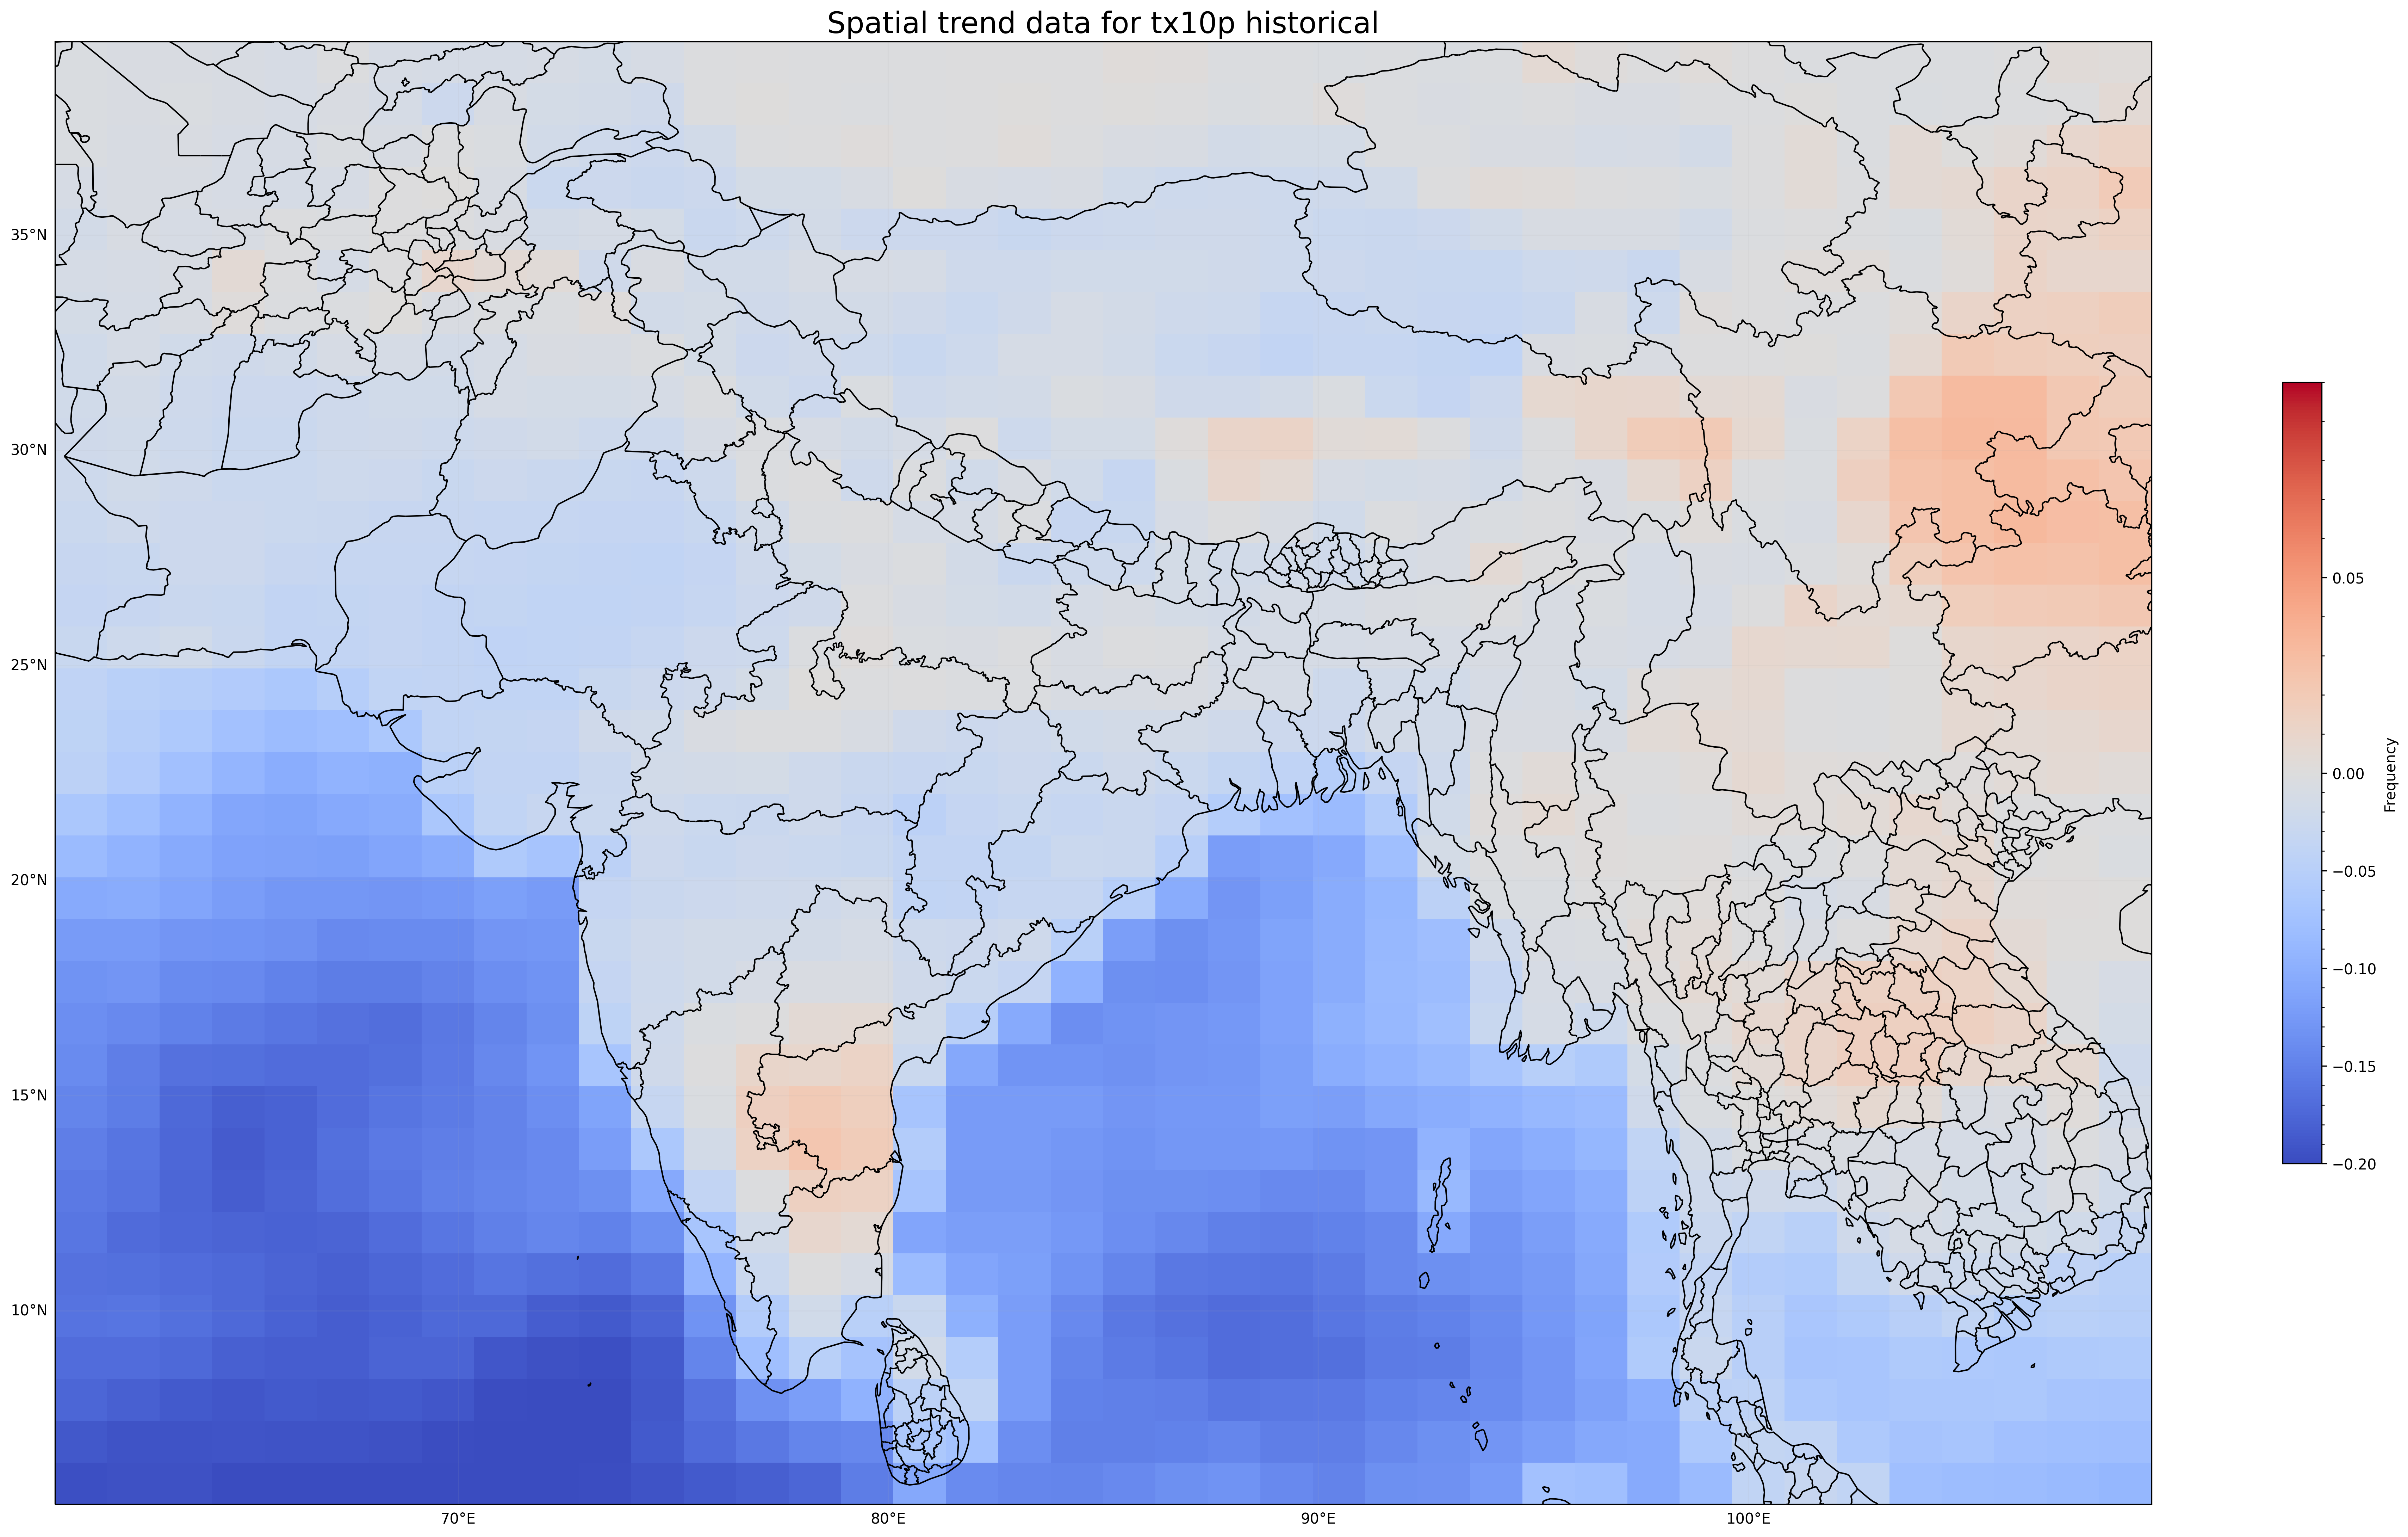 Spatial trend data for tx10p historical
35°N
30°N
25°N
20°N
15°N
10°N
70°E
80°E
90°E
100°E
0.05
0.00
−0.05
−0.10
−0.15
−0.20
Frequency